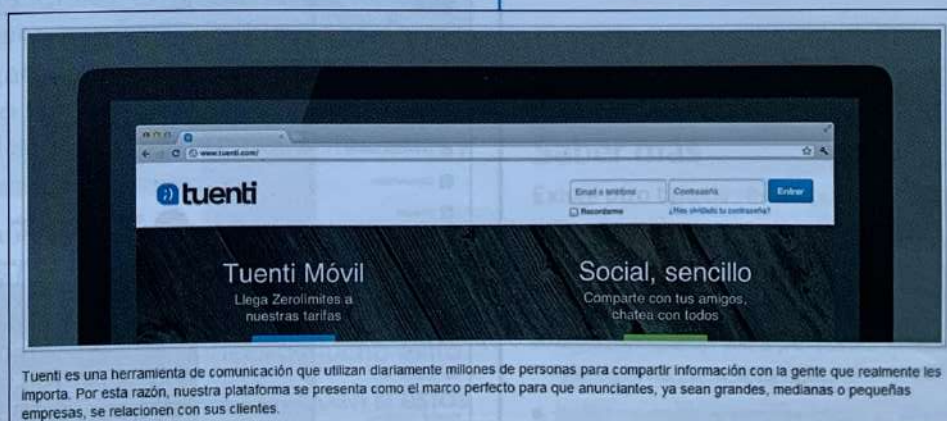 www.tuenti.com/
tuenti
Email o teléfono Contraseña Entrar
Recordarme ¿Has olvidado tu contraseña?
Tuenti Móvil
Llega Zerolímites a
nuestras tarifas
Social, sencillo
Comparte con tus amigos,
chatea con todos
Tuenti es una herramienta de comunicación que utilizan diariamente millones de personas para compartir información con la gente que realmente les
importa. Por esta razón, nuestra plataforma se presenta como el marco perfecto para que anunciantes, ya sean grandes, medianas o pequeñas
empresas, se relacionen con sus clientes.